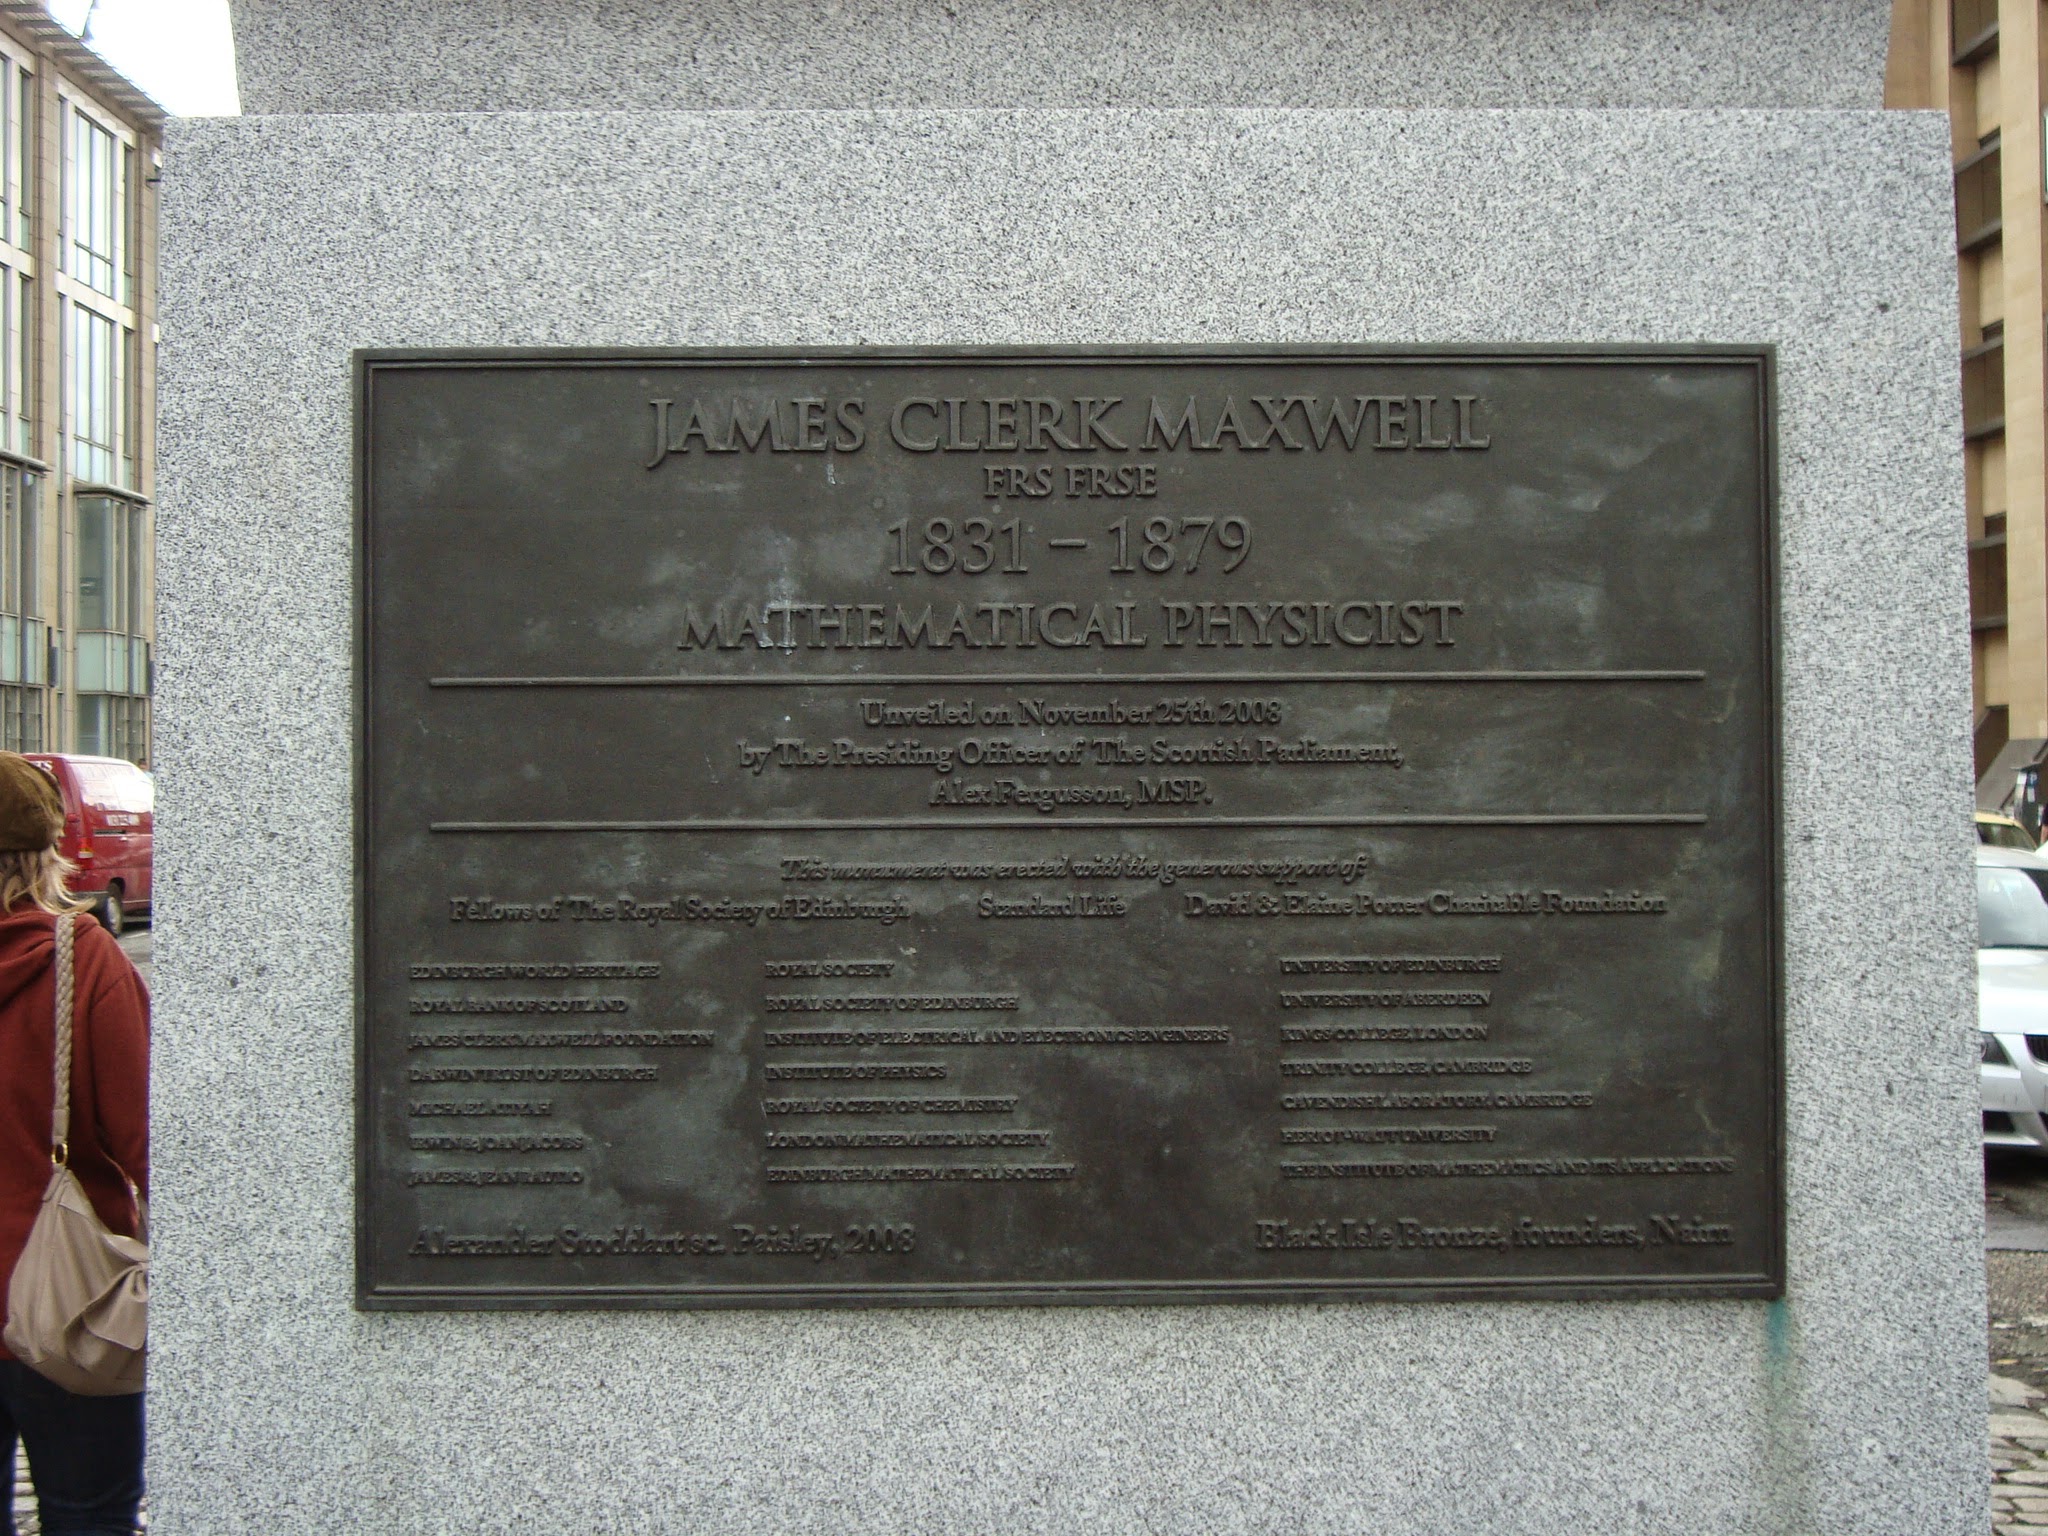 JAMES CLERK MAXWELL
FRS FRSE
1831 – 1879
MATHEMATICAL PHYSICIST
Unveiled on November 25th 2008
by The Presiding Officer of The Scottish Parliament,
Alex Fergusson, MSP.
This monument was erected with the generous support of:
Fellows of The Royal Society of Edinburgh Standard Life David & Elaine Potter Charitable Foundation
EDINBURGH WORLD HERITAGE
ROYAL BANK OF SCOTLAND
JAMES CLERK MAXWELL FOUNDATION
DARWIN TRUST OF EDINBURGH
MICHAEL ATIYAH
IRWIN & JOAN JACOBS
JAMES & JEAN RAUTIO
ROYAL SOCIETY
ROYAL SOCIETY OF EDINBURGH
INSTITUTE OF ELECTRICAL AND ELECTRONICS ENGINEERS
INSTITUTE OF PHYSICS
ROYAL SOCIETY OF CHEMISTRY
LONDON MATHEMATICAL SOCIETY
EDINBURGH MATHEMATICAL SOCIETY
UNIVERSITY OF EDINBURGH
UNIVERSITY OF ABERDEEN
KINGS COLLEGE, LONDON
TRINITY COLLEGE, CAMBRIDGE
CAVENDISH LABORATORY, CAMBRIDGE
HERIOT-WATT UNIVERSITY
THE INSTITUTE OF MATHEMATICS AND ITS APPLICATIONS
Alexander Stoddart sc. Paisley, 2008
Black Isle Bronze, founders, Nairn